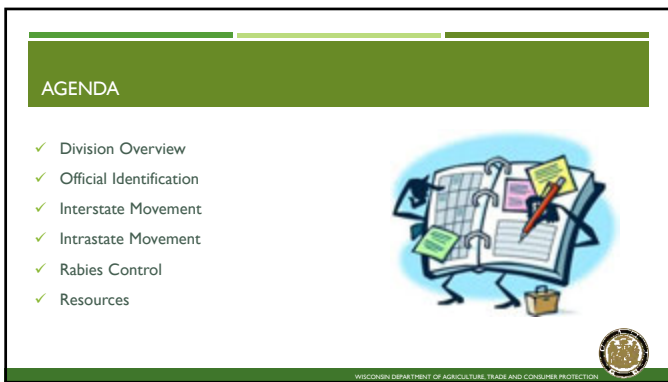 AGENDA
✓ Division Overview
✓ Official Identification
✓ Interstate Movement
✓ Intrastate Movement
✓ Rabies Control
✓ Resources
WISCONSIN DEPARTMENT OF AGRICULTURE, TRADE AND CONSUMER PROTECTION